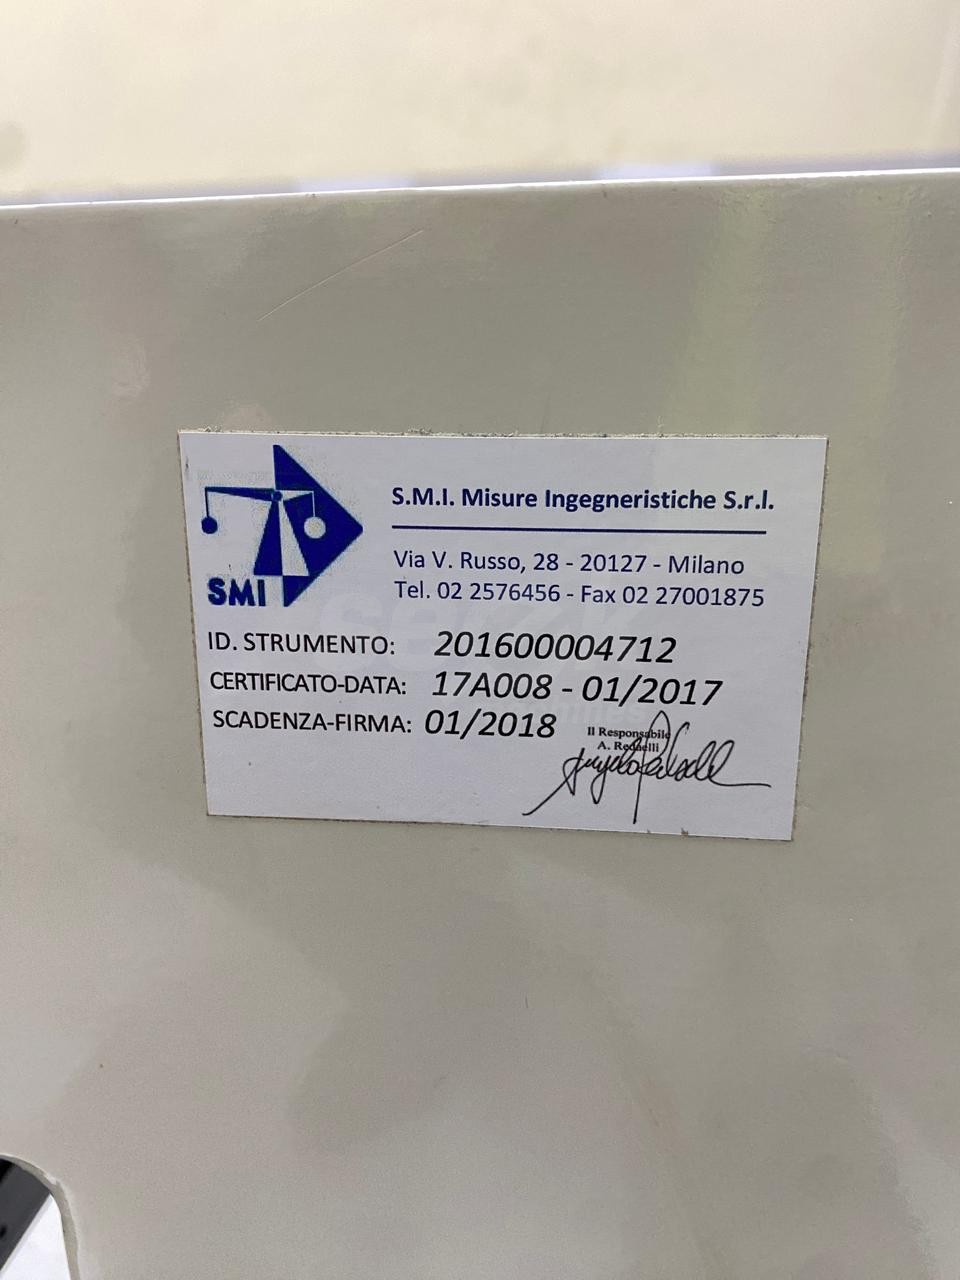 S.M.I. Misure Ingegneristiche S.r.l.
Via V. Russo, 28 - 20127 - Milano
Tel. 02 2576456 - Fax 02 27001875
SMI
ID. STRUMENTO: 201600004712
CERTIFICATO-DATA: 17A008 - 01/2017
SCADENZA-FIRMA: 01/2018
Il Responsabile
A. Redaelli